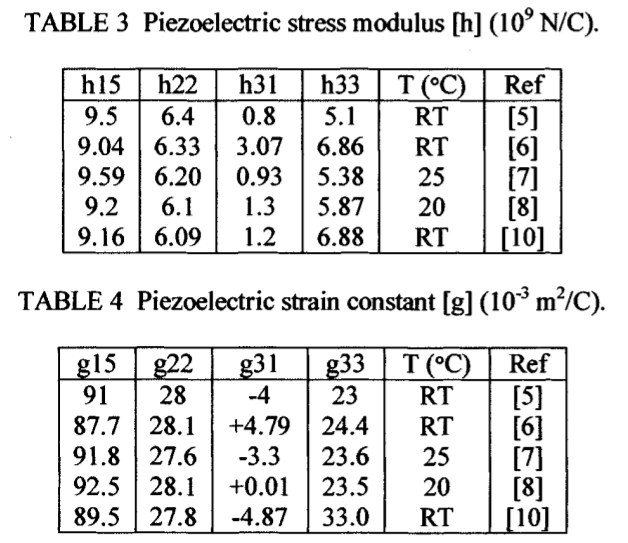 TABLE 3 Piezoelectric stress modulus [h] (10⁹ N/C).
h15 h22 h31 h33 T (°C) Ref
9.5 6.4 0.8 5.1 RT [5]
9.04 6.33 3.07 6.86 RT [6]
9.59 6.20 0.93 5.38 25 [7]
9.2 6.1 1.3 5.87 20 [8]
9.16 6.09 1.2 6.88 RT [10]
TABLE 4 Piezoelectric strain constant [g] (10⁻³ m²/C).
g15 g22 g31 g33 T (°C) Ref
91 28 -4 23 RT [5]
87.7 28.1 +4.79 24.4 RT [6]
91.8 27.6 -3.3 23.6 25 [7]
92.5 28.1 +0.01 23.5 20 [8]
89.5 27.8 -4.87 33.0 RT [10]